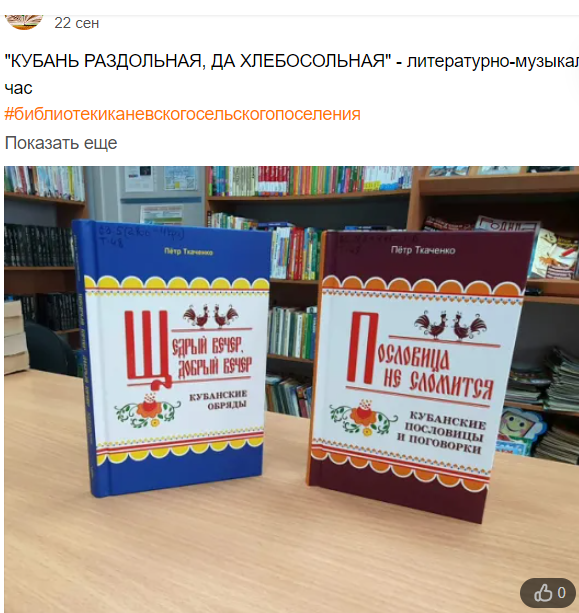 22 сен
"КУБАНЬ РАЗДОЛЬНАЯ, ДА ХЛЕБОСОЛЬНАЯ" - литературно-музыкал
час
#библиотекиканевскогосельскогопоселения
Показать еще
Пётр Ткаченко
ЩЕДРЫЙ ВЕЧЕР,
ДОБРЫЙ ВЕЧЕР
КУБАНСКИЕ
ОБРЯДЫ
Пётр Ткаченко
ПОСЛОВИЦА
НЕ СЛОМИТСЯ
КУБАНСКИЕ
ПОСЛОВИЦЫ
И ПОГОВОРКИ
0